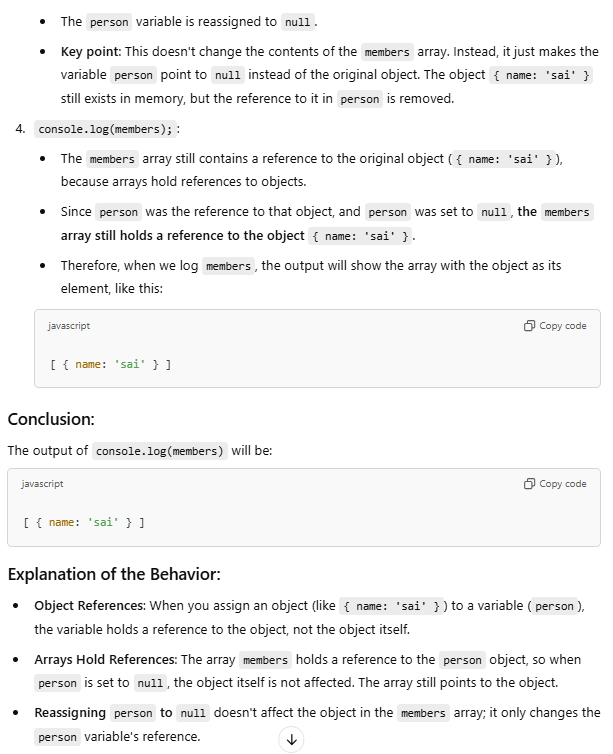 • The person variable is reassigned to null.
• Key point: This doesn't change the contents of the members array. Instead, it just makes the
variable person point to null instead of the original object. The object { name: 'sai' }
still exists in memory, but the reference to it in person is removed.
4. console.log(members); :
• The members array still contains a reference to the original object ( { name: 'sai' } ),
because arrays hold references to objects.
• Since person was the reference to that object, and person was set to null, the members
array still holds a reference to the object { name: 'sai' }.
• Therefore, when we log members, the output will show the array with the object as its
element, like this:
javascript Copy code
[ { name: 'sai' } ]
Conclusion:
The output of console.log(members) will be:
javascript Copy code
[ { name: 'sai' } ]
Explanation of the Behavior:
• Object References: When you assign an object (like { name: 'sai' } ) to a variable ( person ),
the variable holds a reference to the object, not the object itself.
• Arrays Hold References: The array members holds a reference to the person object, so when
person is set to null, the object itself is not affected. The array still points to the object.
• Reassigning person to null doesn't affect the object in the members array; it only changes the
person variable's reference.